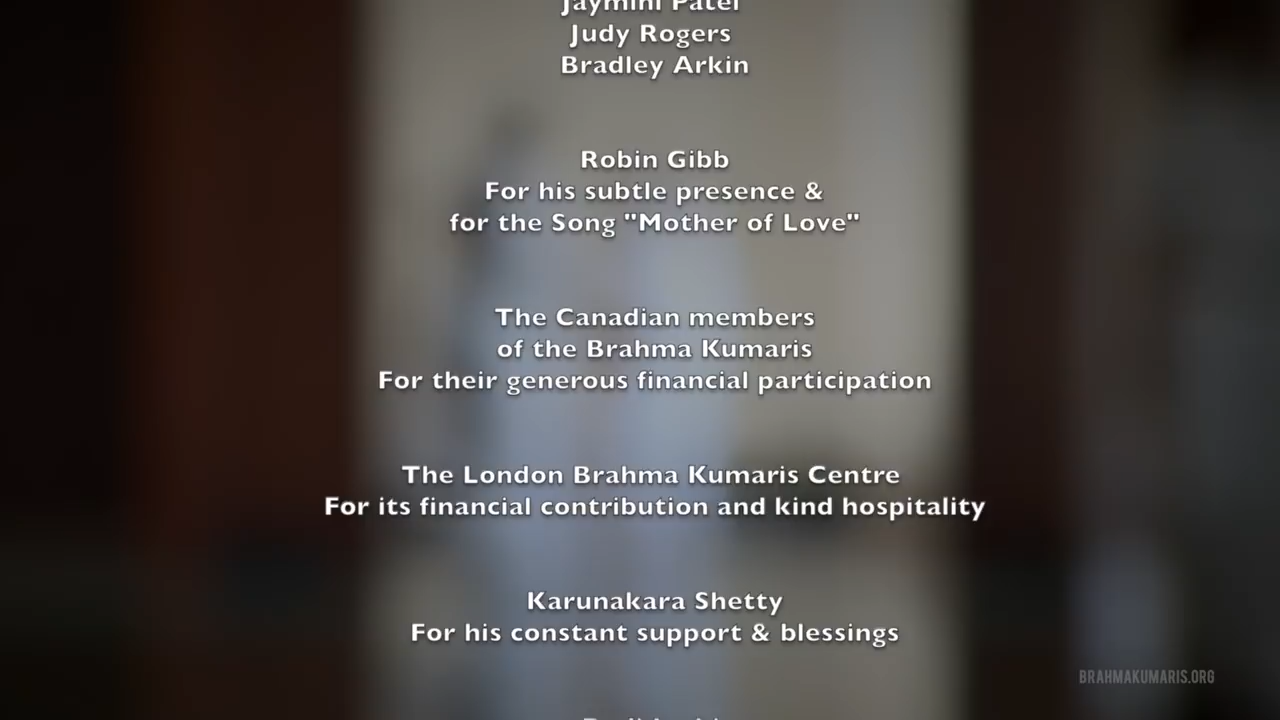 Jaymini Patel
Judy Rogers
Bradley Arkin
Robin Gibb
For his subtle presence &
for the Song "Mother of Love"
The Canadian members
of the Brahma Kumaris
For their generous financial participation
The London Brahma Kumaris Centre
For its financial contribution and kind hospitality
Karunakara Shetty
For his constant support & blessings
BRAHMAKUMARIS.ORG